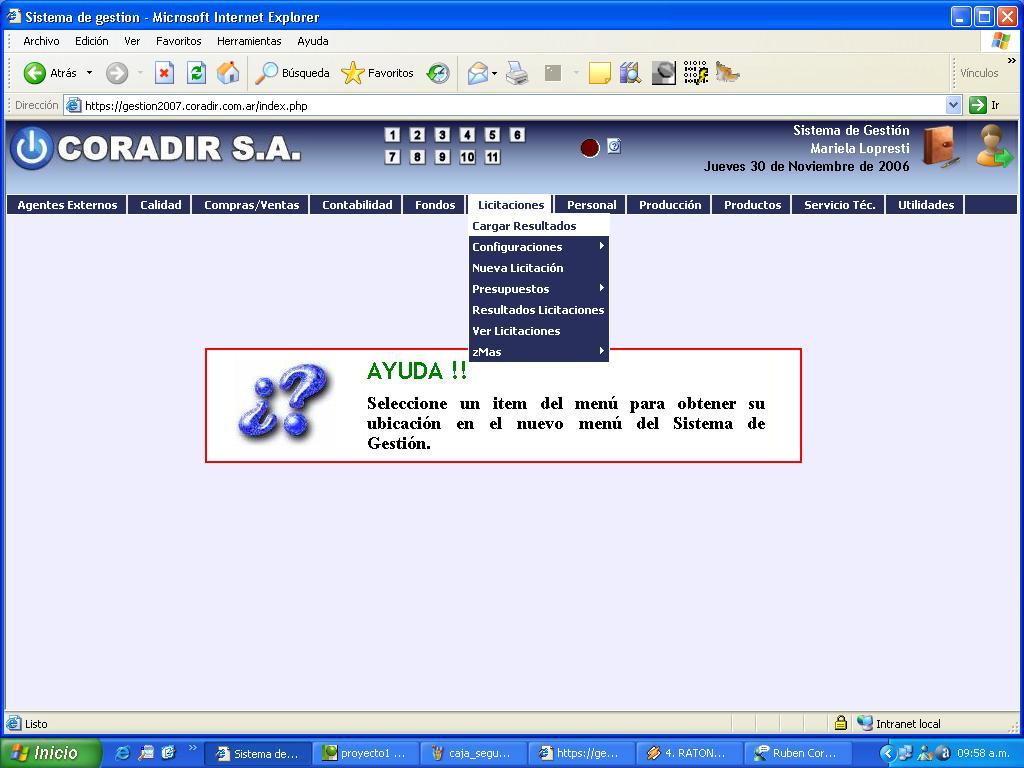 Sistema de gestion - Microsoft Internet Explorer
Archivo Edición Ver Favoritos Herramientas Ayuda
Atrás Búsqueda Favoritos Vínculos »
Dirección https://gestion2007.coradir.com.ar/index.php Ir
CORADIR S.A.
1 2 3 4 5 6
7 8 9 10 11
Sistema de Gestión
Mariela Lopresti
Jueves 30 de Noviembre de 2006
Agentes Externos Calidad Compras/Ventas Contabilidad Fondos Licitaciones Personal Producción Productos Servicio Téc. Utilidades
Cargar Resultados
Configuraciones
Nueva Licitación
Presupuestos
Resultados Licitaciones
Ver Licitaciones
zMas
¿?
AYUDA !!
Seleccione un item del menú para obtener su
ubicación en el nuevo menú del Sistema de
Gestión.
Listo Intranet local
Inicio » Sistema de... proyecto1 ... caja_segu... https://ge... 4. RATON... Ruben Cor... 09:58 a.m.